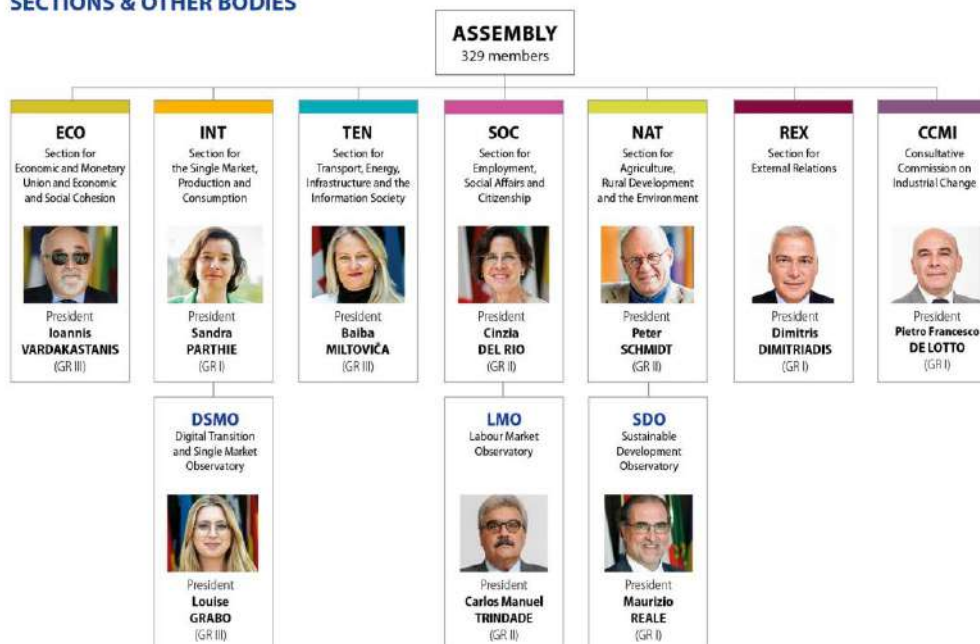 SECTIONS & OTHER BODIES
ASSEMBLY
329 members
ECO
Section for
Economic and Monetary
Union and Economic
and Social Cohesion
President
Ioannis
VARDAKASTANIS
(GR III)
INT
Section for
the Single Market,
Production and
Consumption
President
Sandra
PARTHIE
(GR I)
TEN
Section for
Transport, Energy,
Infrastructure and the
Information Society
President
Baiba
MILTOVIČA
(GR III)
SOC
Section for
Employment,
Social Affairs and
Citizenship
President
Cinzia
DEL RIO
(GR II)
NAT
Section for
Agriculture,
Rural Development
and the Environment
President
Peter
SCHMIDT
(GR II)
REX
Section for
External Relations
President
Dimitris
DIMITRIADIS
(GR I)
CCMI
Consultative
Commission on
Industrial Change
President
Pietro Francesco
DE LOTTO
(GR I)
DSMO
Digital Transition
and Single Market
Observatory
President
Louise
GRABO
(GR III)
LMO
Labour Market
Observatory
President
Carlos Manuel
TRINDADE
(GR II)
SDO
Sustainable
Development
Observatory
President
Maurizio
REALE
(GR I)